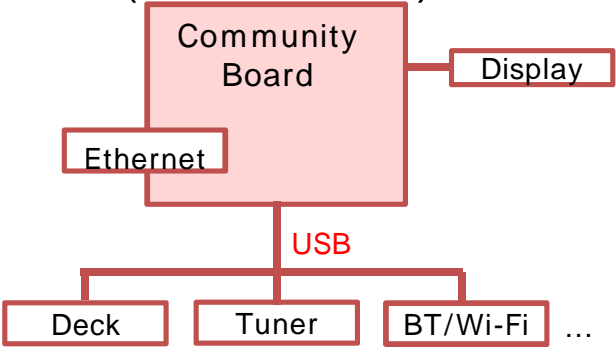 Community
Board
Display
Ethernet
USB
Deck
Tuner
BT/Wi-Fi
...